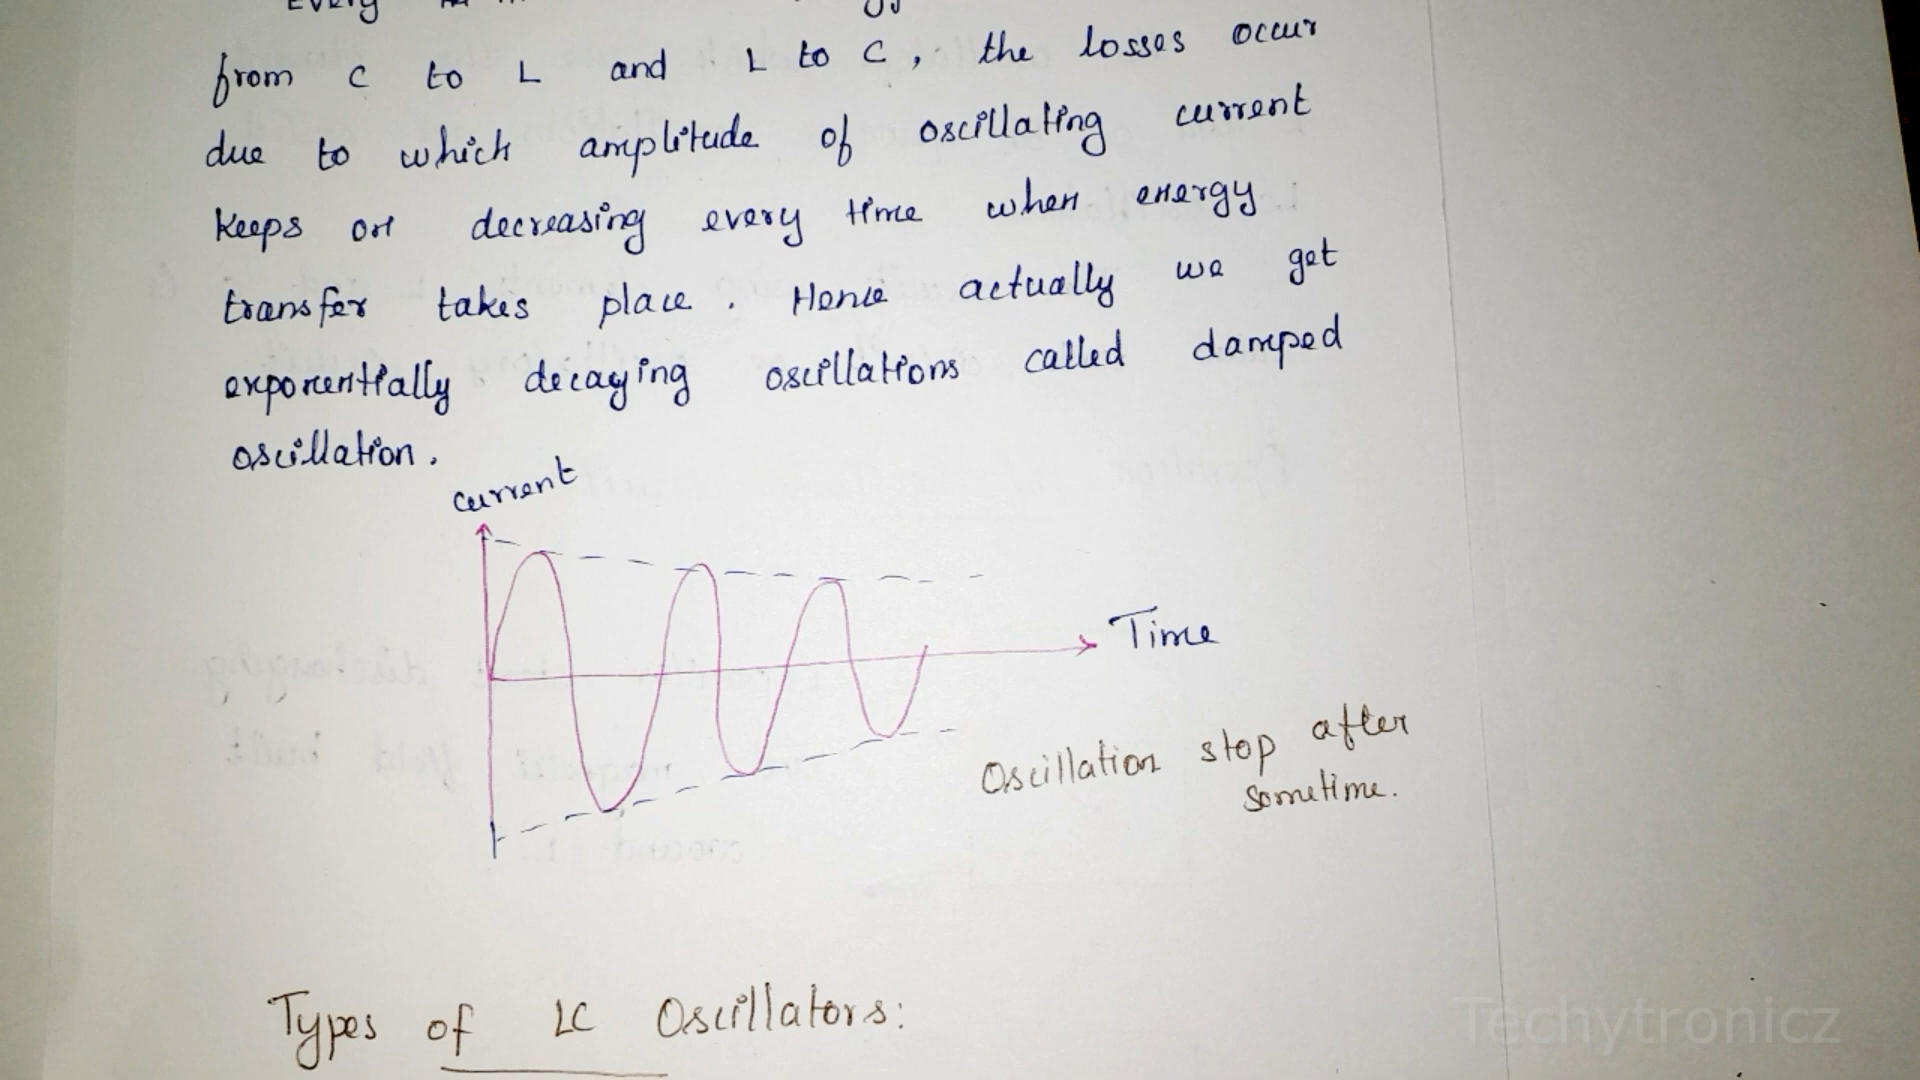 Every
from C to L and L to C, the losses occur
due to which amplitude of oscillating current
keeps on decreasing every time when energy
transfer takes place. Hence actually we get
exponentially decaying oscillations called damped
oscillation.
current
Time
Oscillation stop after
sometime.
Types of LC Oscillators:
Techytronicz